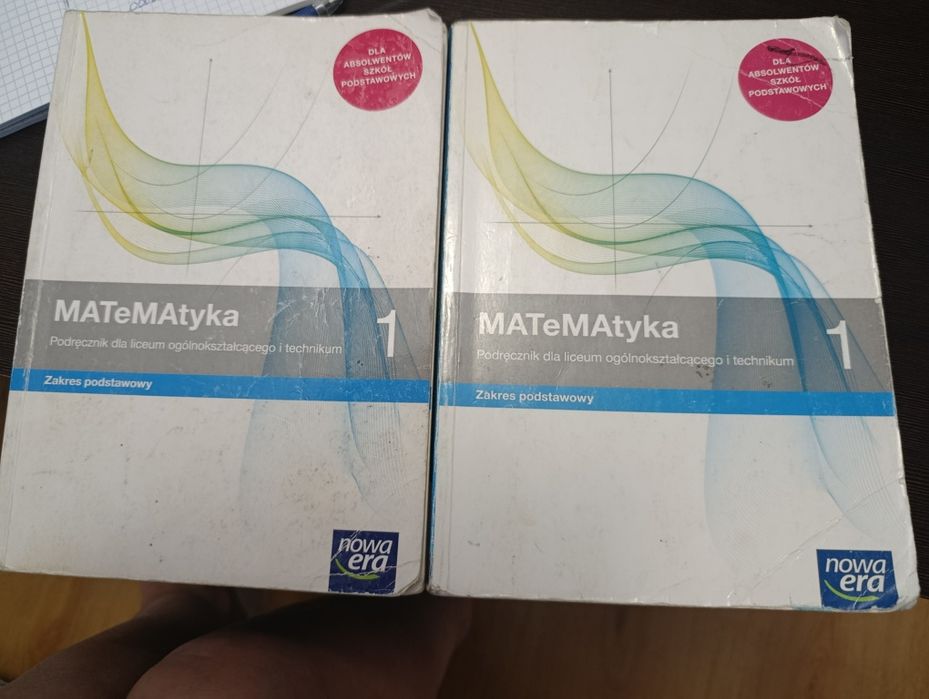 DLA
ABSOLWENTÓW
SZKÓŁ
PODSTAWOWYCH
MATeMAtyka 1
Podręcznik dla liceum ogólnokształcącego i technikum
Zakres podstawowy
nowa
era
DLA
ABSOLWENTÓW
SZKÓŁ
PODSTAWOWYCH
MATeMAtyka 1
Podręcznik dla liceum ogólnokształcącego i technikum
Zakres podstawowy
nowa
era